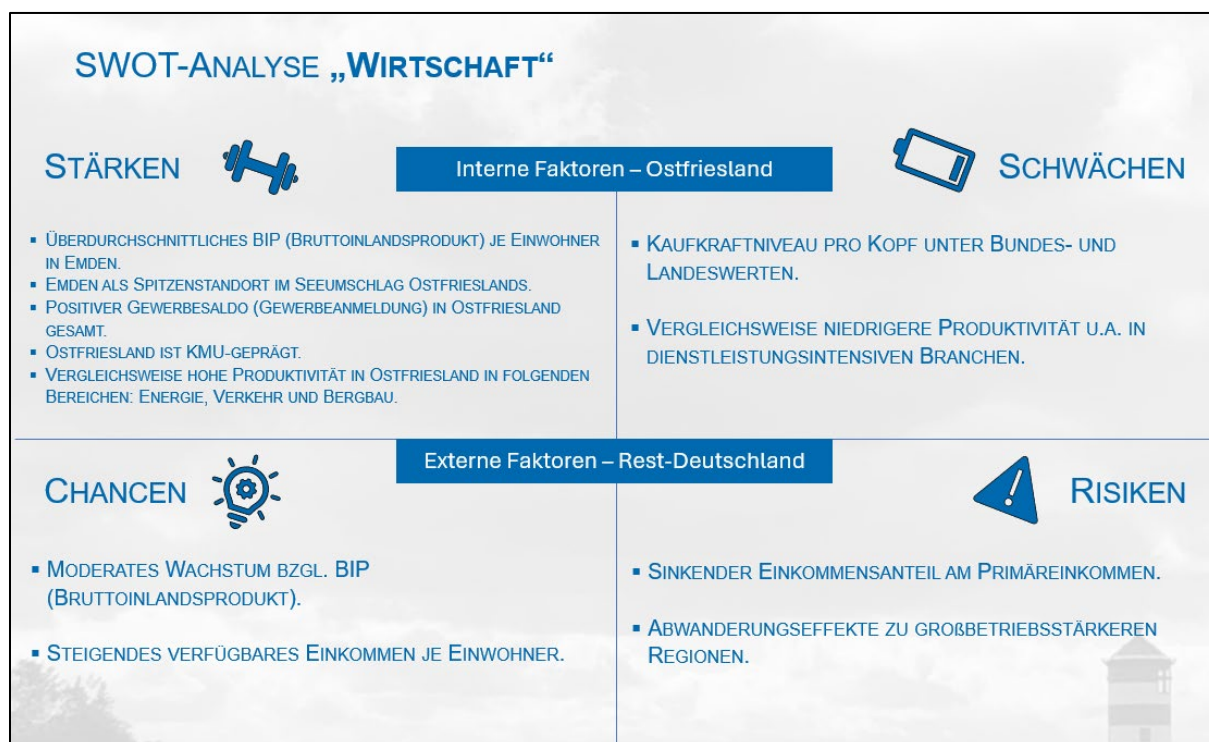 SWOT-Analyse „Wirtschaft“
Stärken
Interne Faktoren – Ostfriesland
Schwächen
▪ Überdurchschnittliches BIP (Bruttoinlandsprodukt) je Einwohner
in Emden.
▪ Emden als Spitzenstandort im Seeumschlag Ostfrieslands.
▪ Positiver Gewerbesaldo (Gewerbeanmeldung) in Ostfriesland
gesamt.
▪ Ostfriesland ist KMU-geprägt.
▪ Vergleichsweise hohe Produktivität in Ostfriesland in folgenden
Bereichen: Energie, Verkehr und Bergbau.
▪ Kaufkraftniveau pro Kopf unter Bundes- und
Landeswerten.
▪ Vergleichsweise niedrigere Produktivität u.a. in
dienstleistungsintensiven Branchen.
Externe Faktoren – Rest-Deutschland
Chancen
Risiken
▪ Moderates Wachstum bzgl. BIP
(Bruttoinlandsprodukt).
▪ Steigendes verfügbares Einkommen je Einwohner.
▪ Sinkender Einkommensanteil am Primäreinkommen.
▪ Abwanderungseffekte zu großbetriebsstärkeren
Regionen.